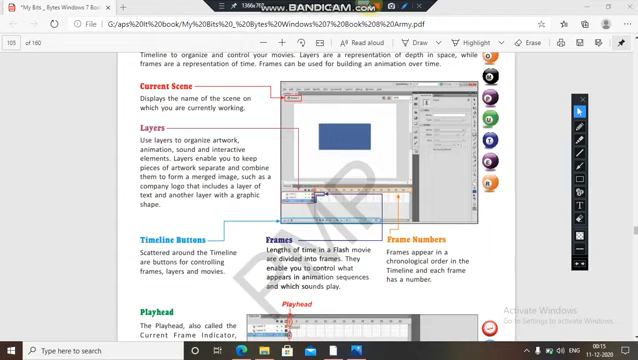 1366x76
www.BANDICAM.com
*My Bits _ Bytes Windows 7 Book
G:/aps It book/My%20Bits%20_%20Bytes%20Windows%207%20Book%208%20Army.pdf
105 of 160
Read aloud
Draw
Highlight
Erase
Timeline to organize and control your movies. Layers are a representation of depth in space, while
frames are a representation of time. Frames can be used for building an animation over time.
Current Scene
Displays the name of the scene on
which you are currently working.
Layers
Use layers to organize artwork,
animation, sound and interactive
elements. Layers enable you to keep
pieces of artwork separate and combine
them to form a merged image, such as a
company logo that includes a layer of
text and another layer with a graphic
shape.
Timeline Buttons
Scattered around the Timeline
are buttons for controlling
frames, layers and movies.
Frames
Lengths of time in a Flash movie
are divided into frames. They
enable you to control what
appears in animation sequences
and which sounds play.
Frame Numbers
Frames appear in a
chronological order in the
Timeline and each frame
has a number.
PMP
C
O
M
P
U
T
E
R
Playhead
The Playhead, also called the
Current Frame Indicator,
Playhead
Activate Windows
Go to Settings to activate Windows.
Type here to search
ENG
00:15
11-12-2020